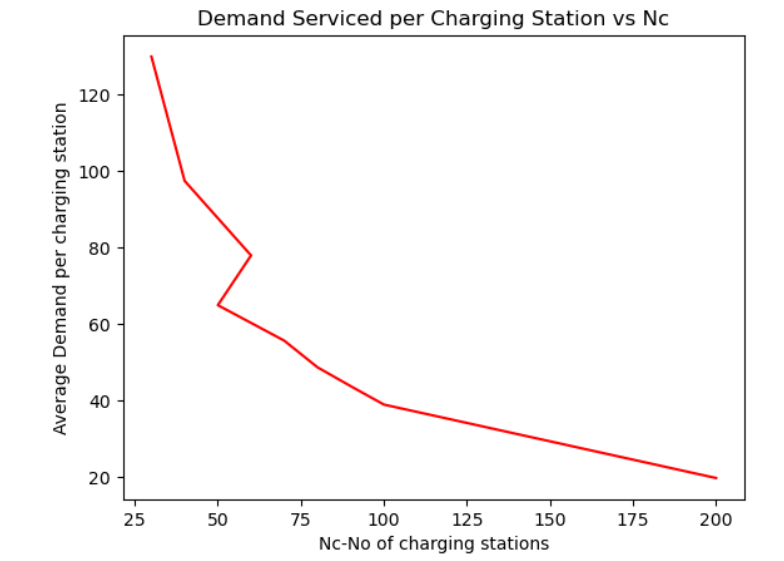 Demand Serviced per Charging Station vs Nc
Average Demand per charging station
120
100
80
60
40
20
25 50 75 100 125 150 175 200
Nc-No of charging stations